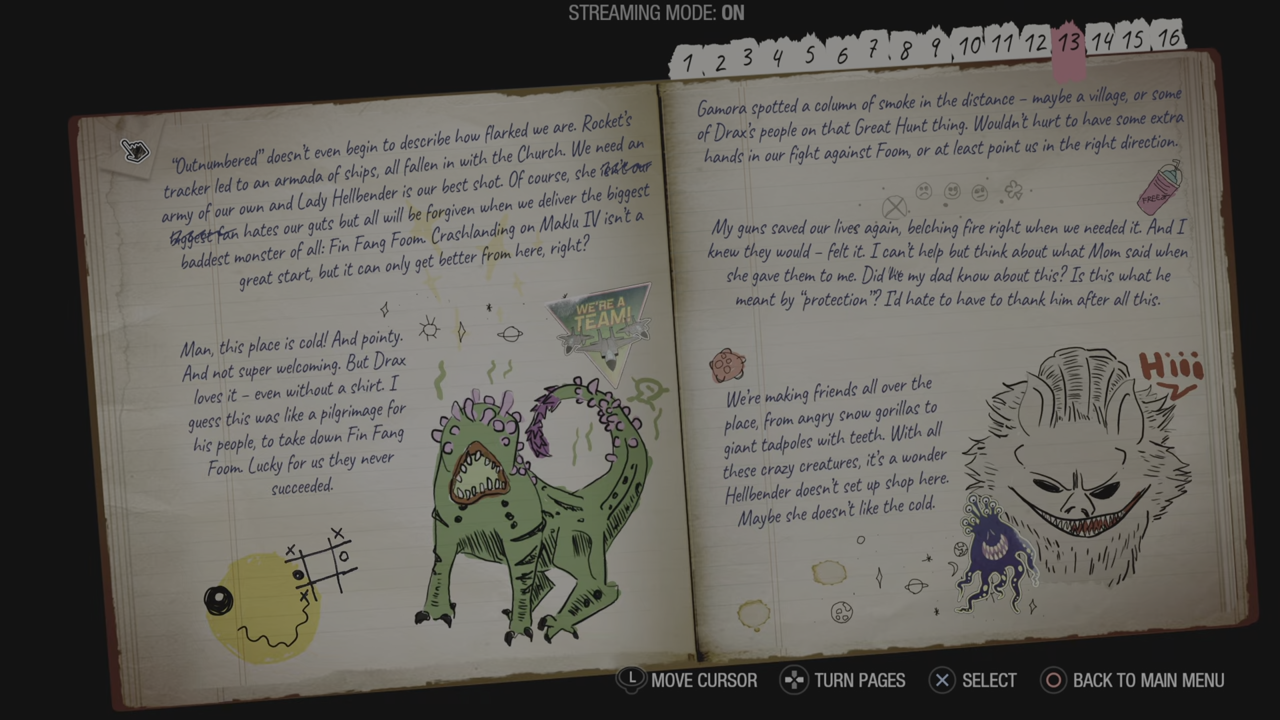 STREAMING MODE: ON
1 2 3 4 5 6 7 8 9 10 11 12 13 14 15 16
"Outnumbered" doesn't even begin to describe how flarked we are. Rocket's
tracker led to an armada of ships, all fallen in with the Church. We need an
army of our own and Lady Hellbender is our best shot. Of course, she isn't our
biggest fan hates our guts but all will be forgiven when we deliver the biggest
baddest monster of all: Fin Fang Foom. Crashlanding on Maklu IV isn't a
great start, but it can only get better from here, right?
WE'RE A
TEAM!
Man, this place is cold! And pointy.
And not super welcoming. But Drax
loves it – even without a shirt. I
guess this was like a pilgrimage for
his people, to take down Fin Fang
Foom. Lucky for us they never
succeeded.
X X
O
X
Gamora spotted a column of smoke in the distance – maybe a village, or some
of Drax's people on that Great Hunt thing. Wouldn't hurt to have some extra
hands in our fight against Foom, or at least point us in the right direction.
My guns saved our lives again, belching fire right when we needed it. And I
knew they would – felt it. I can't help but think about what Mom said when
she gave them to me. Did my dad know about this? Is this what he
meant by "protection"? I'd hate to have to thank him after all this.
Hiii
We're making friends all over the
place, from angry snow gorillas to
giant tadpoles with teeth. With all
these crazy creatures, it's a wonder
Hellbender doesn't set up shop here.
Maybe she doesn't like the cold.
L MOVE CURSOR TURN PAGES SELECT BACK TO MAIN MENU